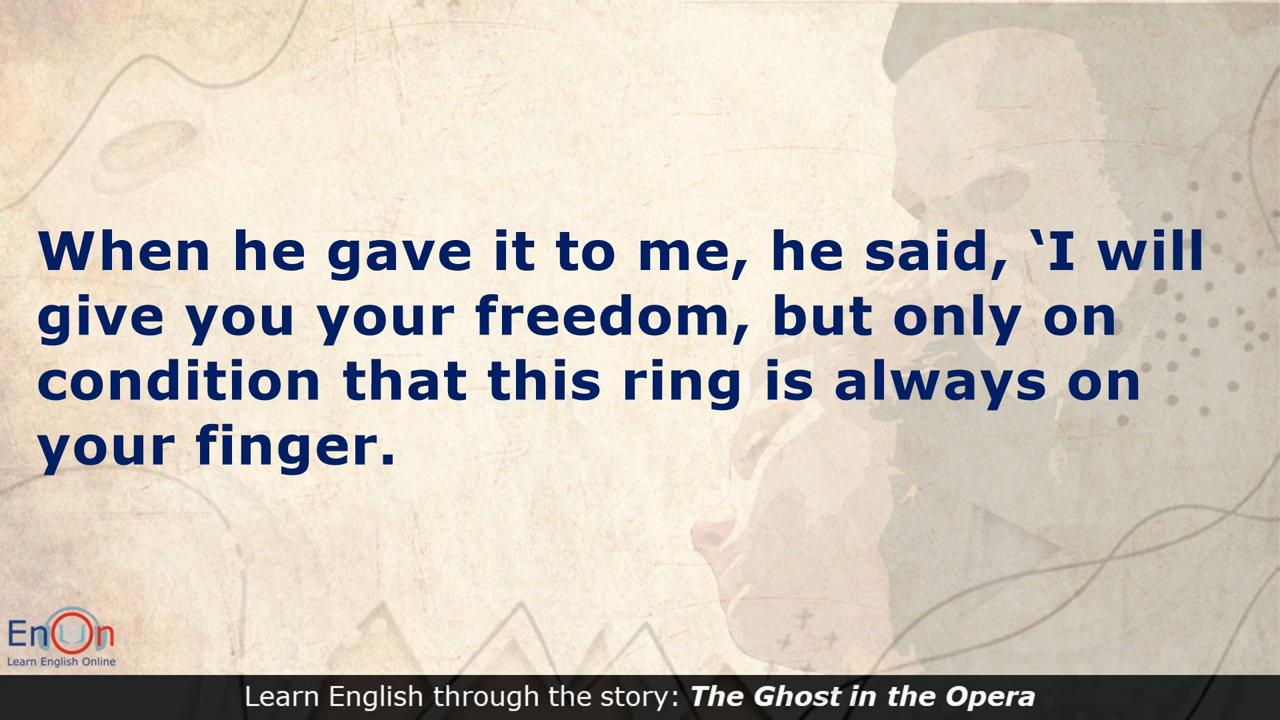 When he gave it to me, he said, ‘I will
give you your freedom, but only on
condition that this ring is always on
your finger.
EnOn
Learn English Online
Learn English through the story: The Ghost in the Opera